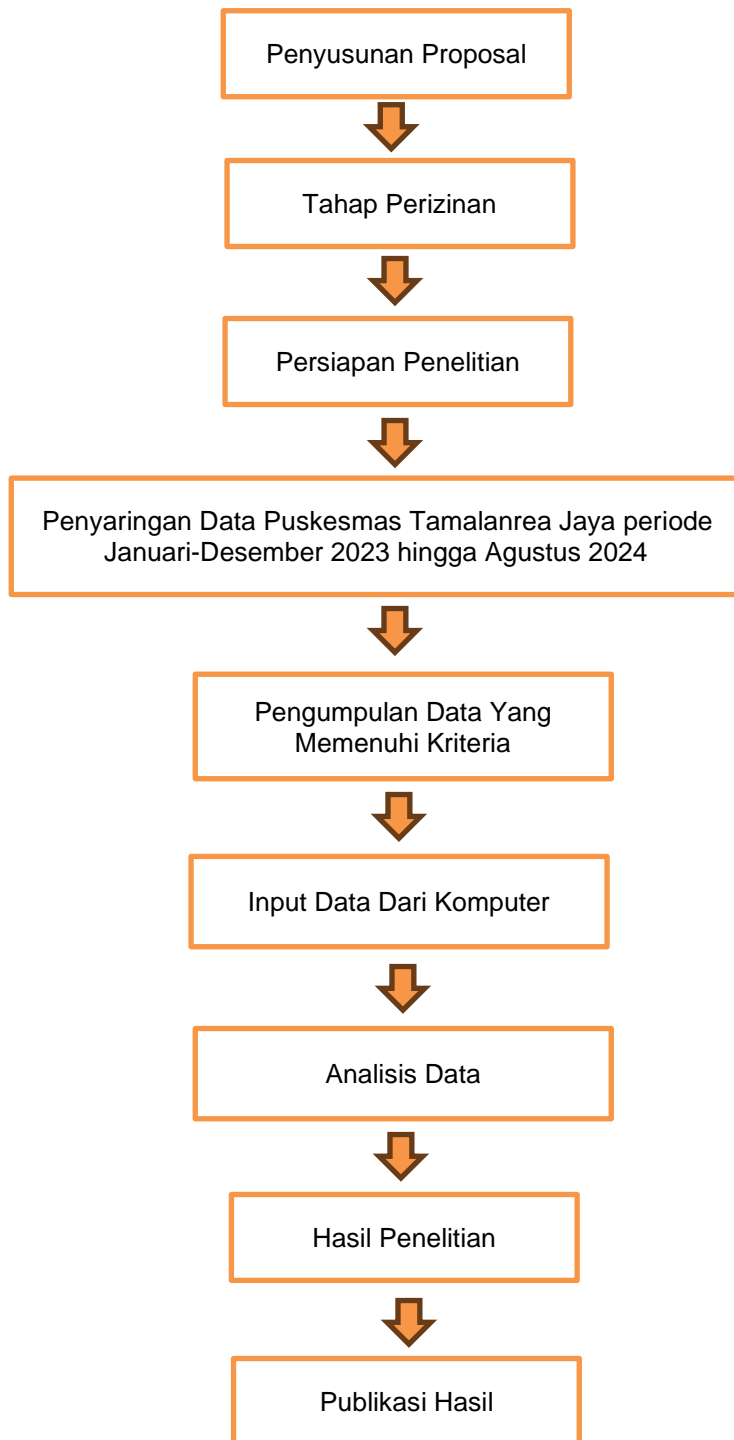 Penyusunan Proposal
Tahap Perizinan
Persiapan Penelitian
Penyaringan Data Puskesmas Tamalanrea Jaya periode
Januari-Desember 2023 hingga Agustus 2024
Pengumpulan Data Yang
Memenuhi Kriteria
Input Data Dari Komputer
Analisis Data
Hasil Penelitian
Publikasi Hasil